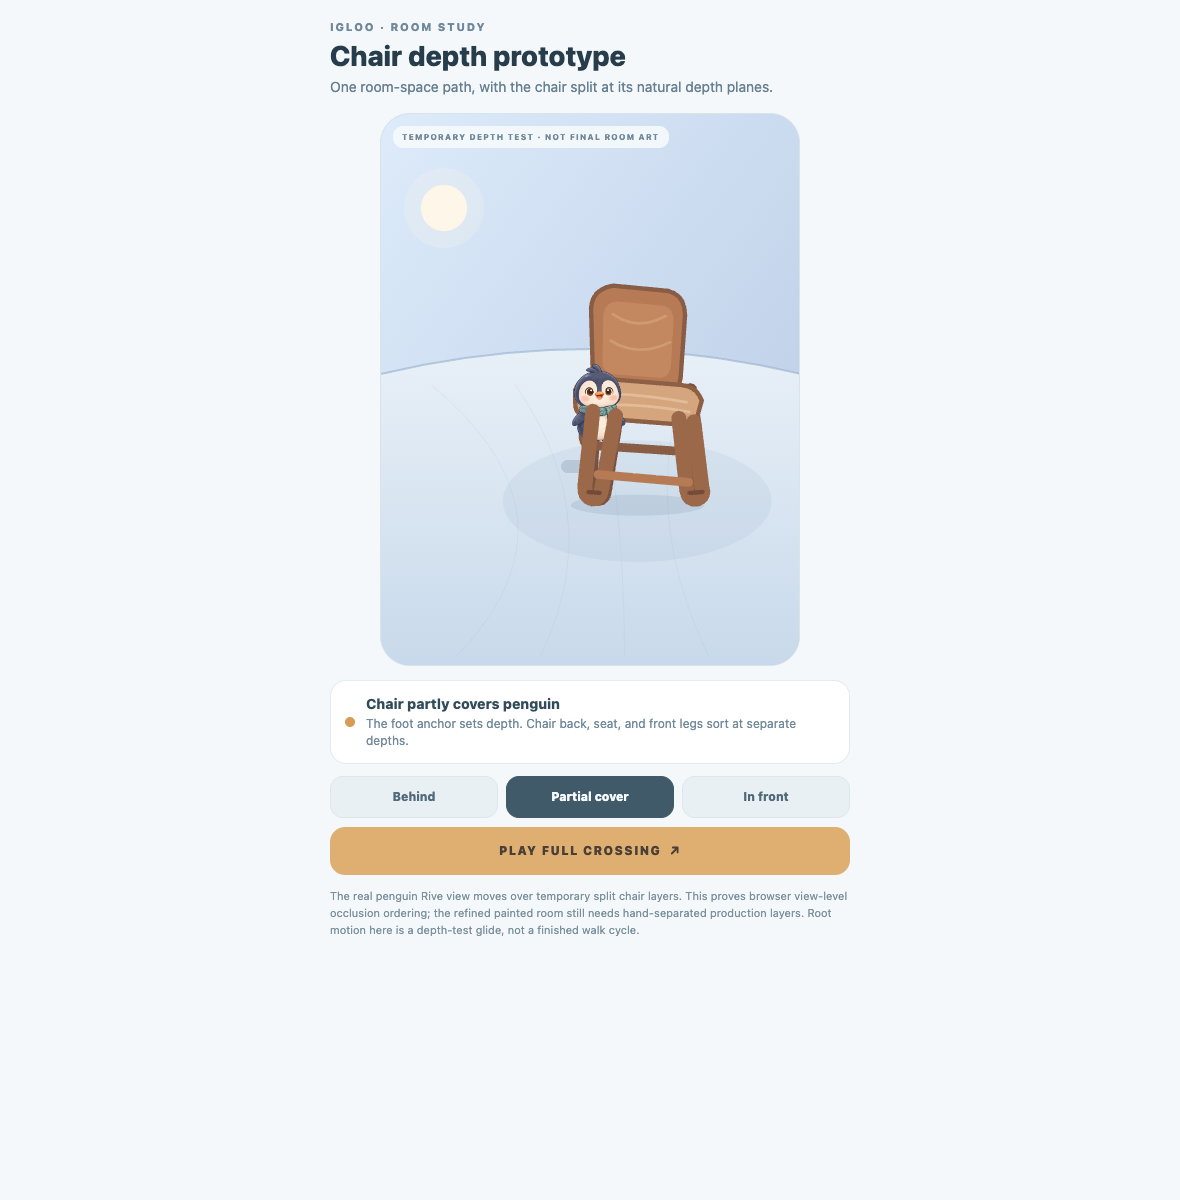 IGLOO · ROOM STUDY
Chair depth prototype
One room-space path, with the chair split at its natural depth planes.
TEMPORARY DEPTH TEST · NOT FINAL ROOM ART
Chair partly covers penguin
The foot anchor sets depth. Chair back, seat, and front legs sort at separate
depths.
Behind
Partial cover
In front
PLAY FULL CROSSING ↗
The real penguin Rive view moves over temporary split chair layers. This proves browser view-level
occlusion ordering; the refined painted room still needs hand-separated production layers. Root
motion here is a depth-test glide, not a finished walk cycle.